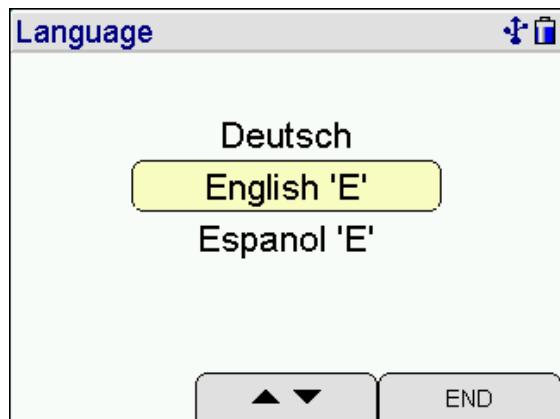 Language
Deutsch
English 'E'
Espanol 'E'
▲ ▼ END